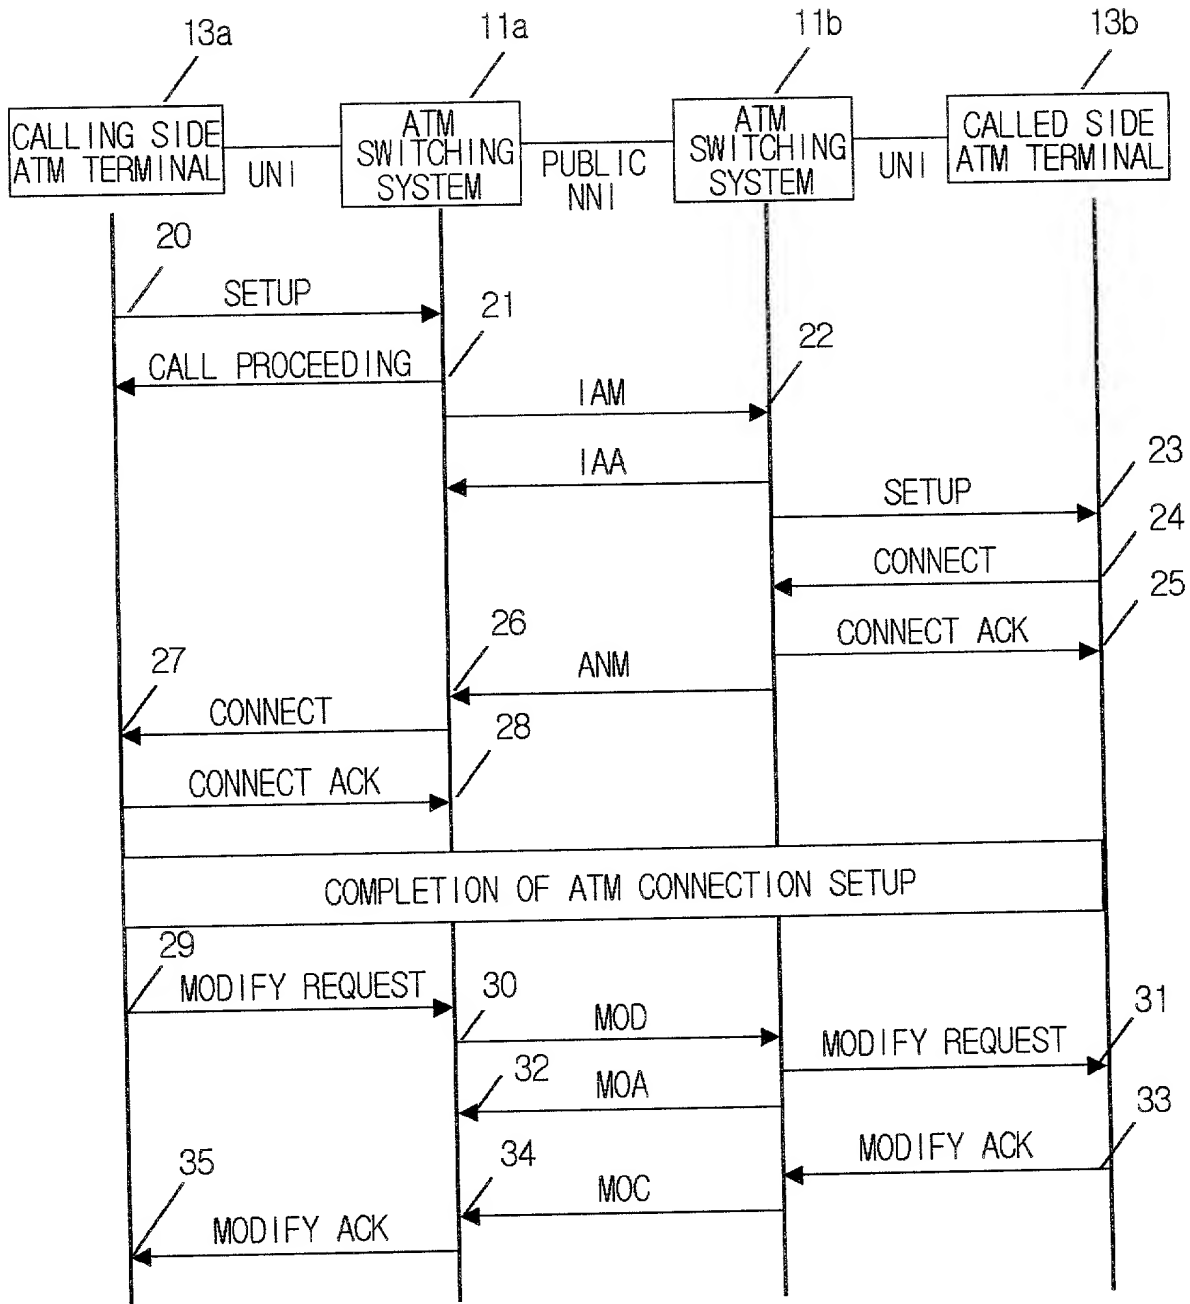 13a
11a
11b
13b
CALLING SIDE
ATM TERMINAL
UNI
ATM
SWITCHING
SYSTEM
PUBLIC
NNI
ATM
SWITCHING
SYSTEM
UNI
CALLED SIDE
ATM TERMINAL
20
SETUP
21
CALL PROCEEDING
22
IAM
IAA
23
SETUP
24
CONNECT
25
CONNECT ACK
26
ANM
27
CONNECT
28
CONNECT ACK
COMPLETION OF ATM CONNECTION SETUP
29
MODIFY REQUEST
30
MOD
31
MODIFY REQUEST
32
MOA
33
MODIFY ACK
34
MOC
35
MODIFY ACK